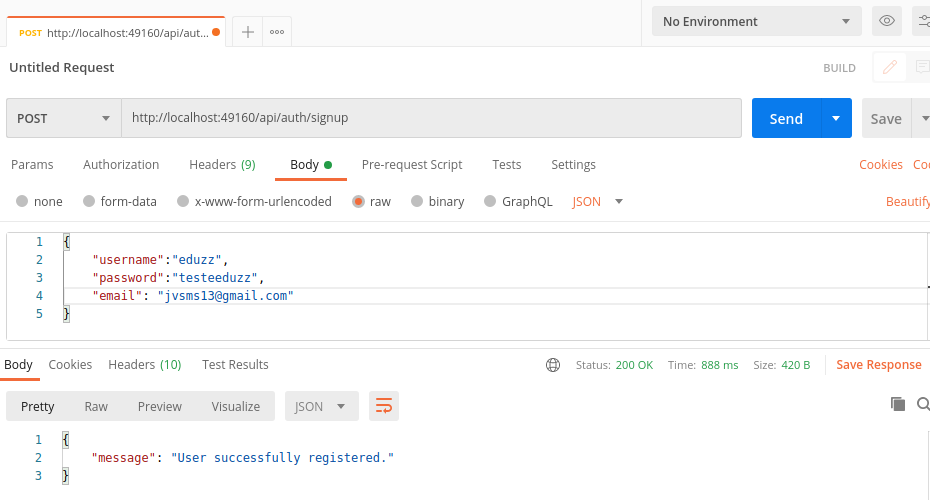 POST http://localhost:49160/api/aut...
No Environment
Untitled Request
BUILD
POST http://localhost:49160/api/auth/signup Send Save
Params Authorization Headers (9) Body Pre-request Script Tests Settings Cookies
none form-data x-www-form-urlencoded raw binary GraphQL JSON Beautify
1 {
2 "username":"eduzz",
3 "password":"testeeduzz",
4 "email": "jvsms13@gmail.com"
5 }
Body Cookies Headers (10) Test Results Status: 200 OK Time: 888 ms Size: 420 B Save Response
Pretty Raw Preview Visualize JSON
1 {
2 "message": "User successfully registered."
3 }